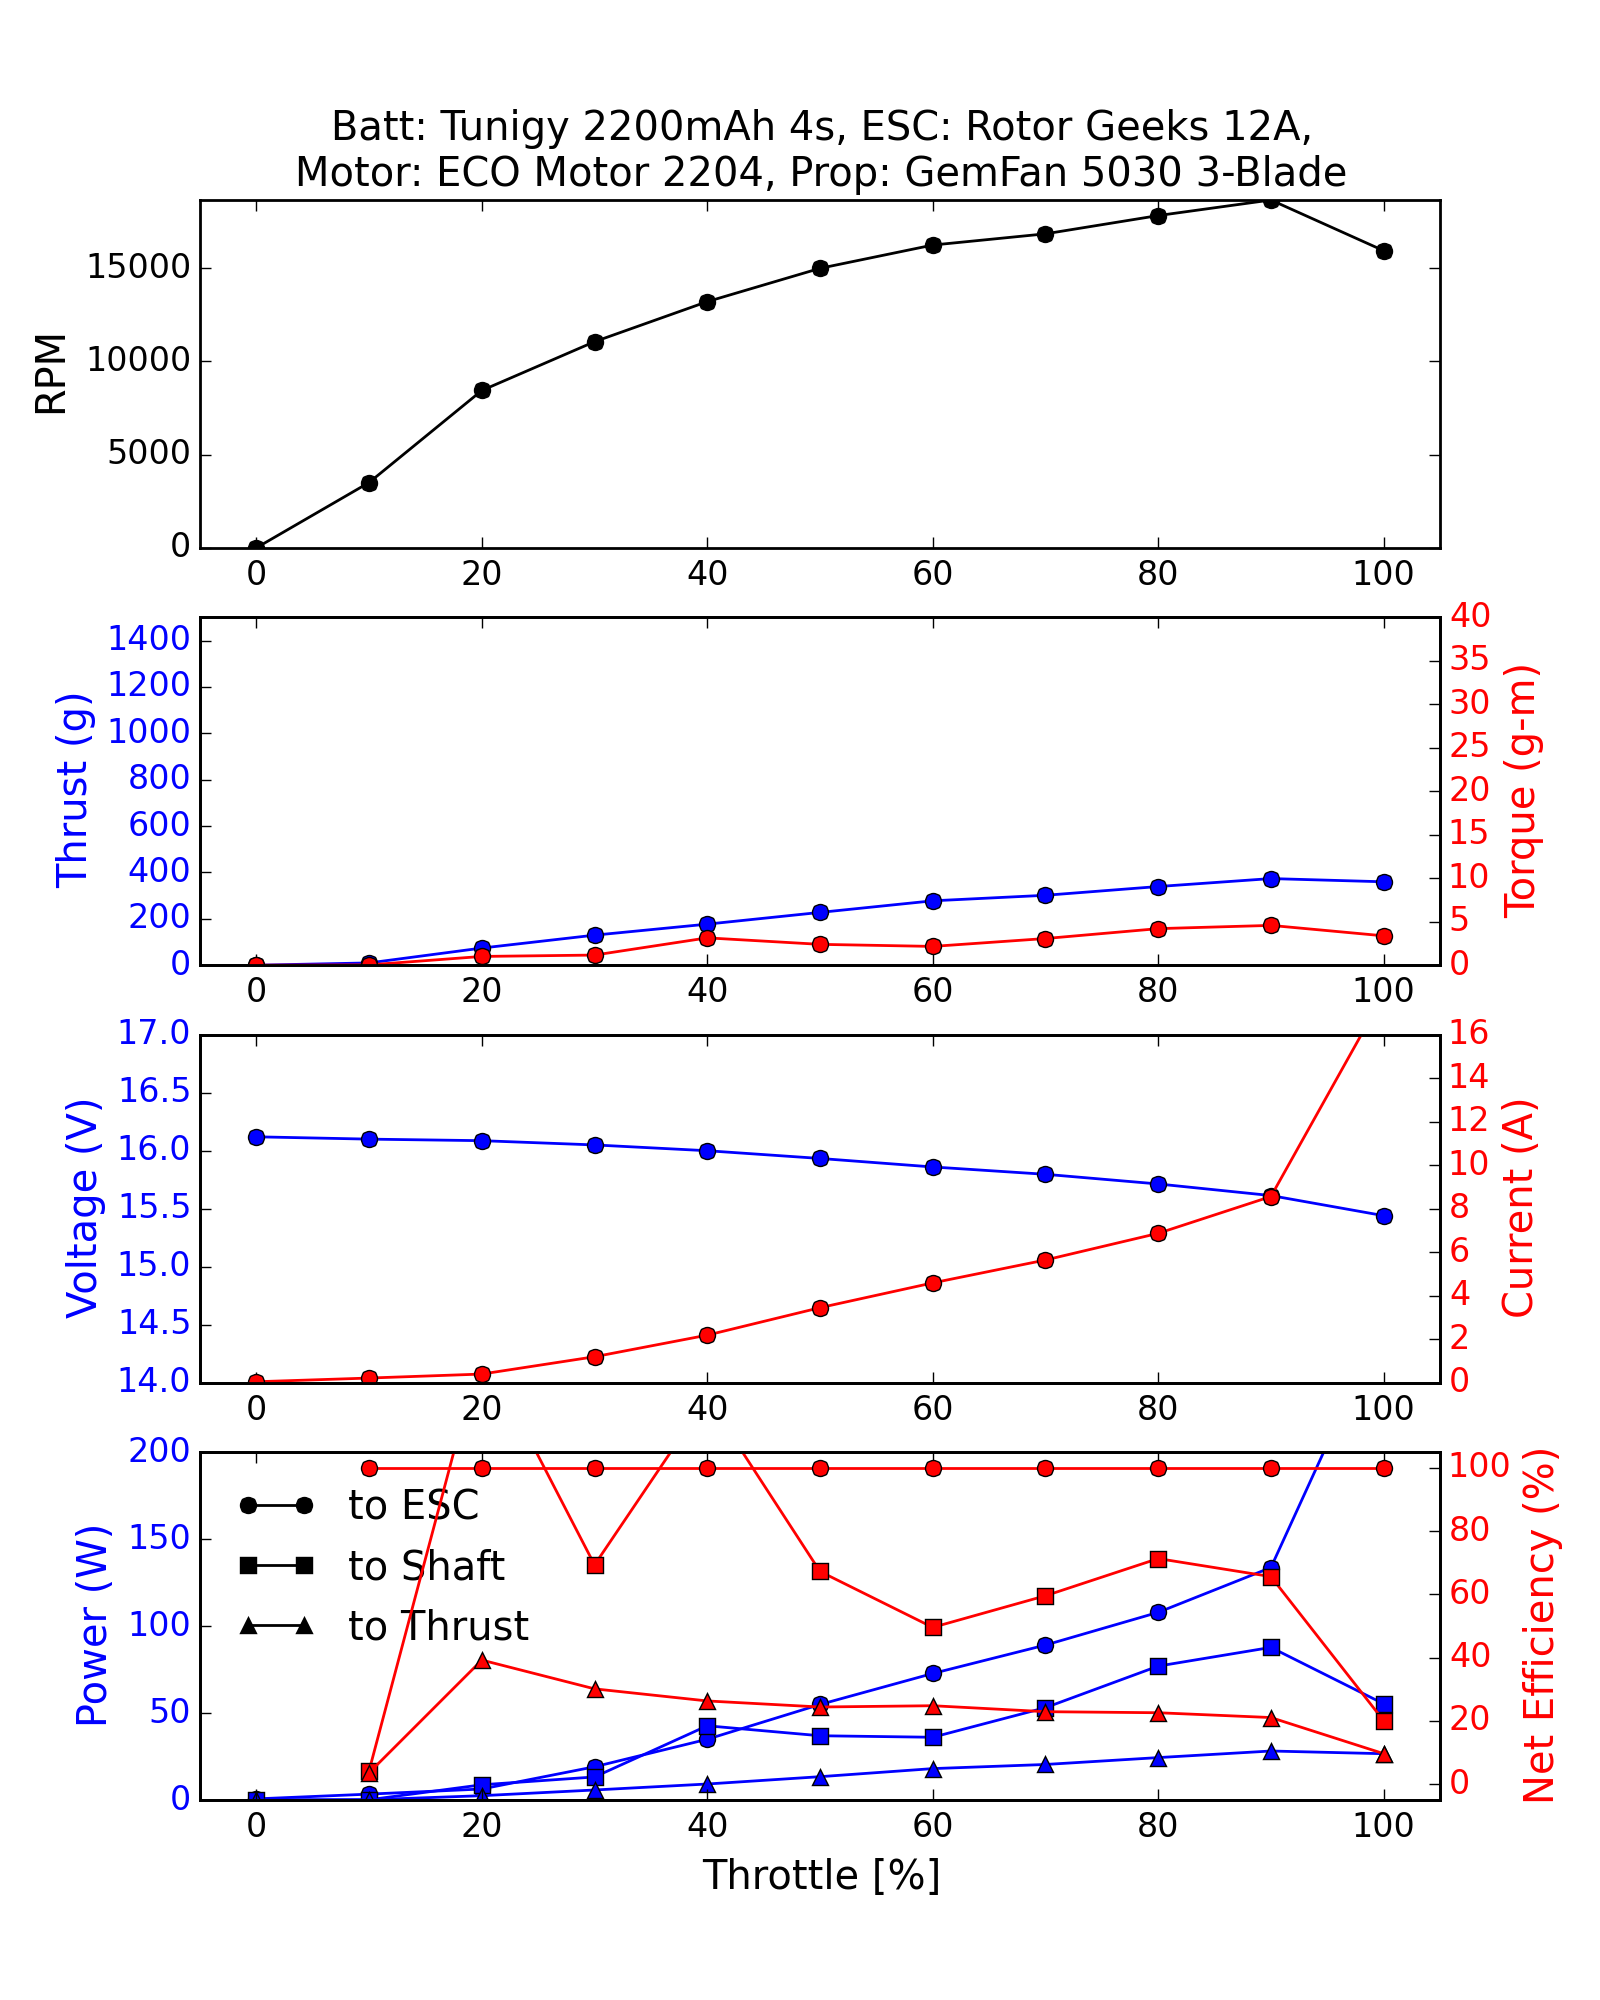 Batt: Tunigy 2200mAh 4s, ESC: Rotor Geeks 12A,
Motor: ECO Motor 2204, Prop: GemFan 5030 3-Blade
RPM
15000
10000
5000
0
0 20 40 60 80 100
Thrust (g)
1400
1200
1000
800
600
400
200
0
Torque (g-m)
40
35
30
25
20
15
10
5
0
0 20 40 60 80 100
Voltage (V)
17.0
16.5
16.0
15.5
15.0
14.5
14.0
Current (A)
16
14
12
10
8
6
4
2
0
0 20 40 60 80 100
Power (W)
200
150
100
50
0
to ESC
to Shaft
to Thrust
Net Efficiency (%)
100
80
60
40
20
0
0 20 40 60 80 100
Throttle [%]